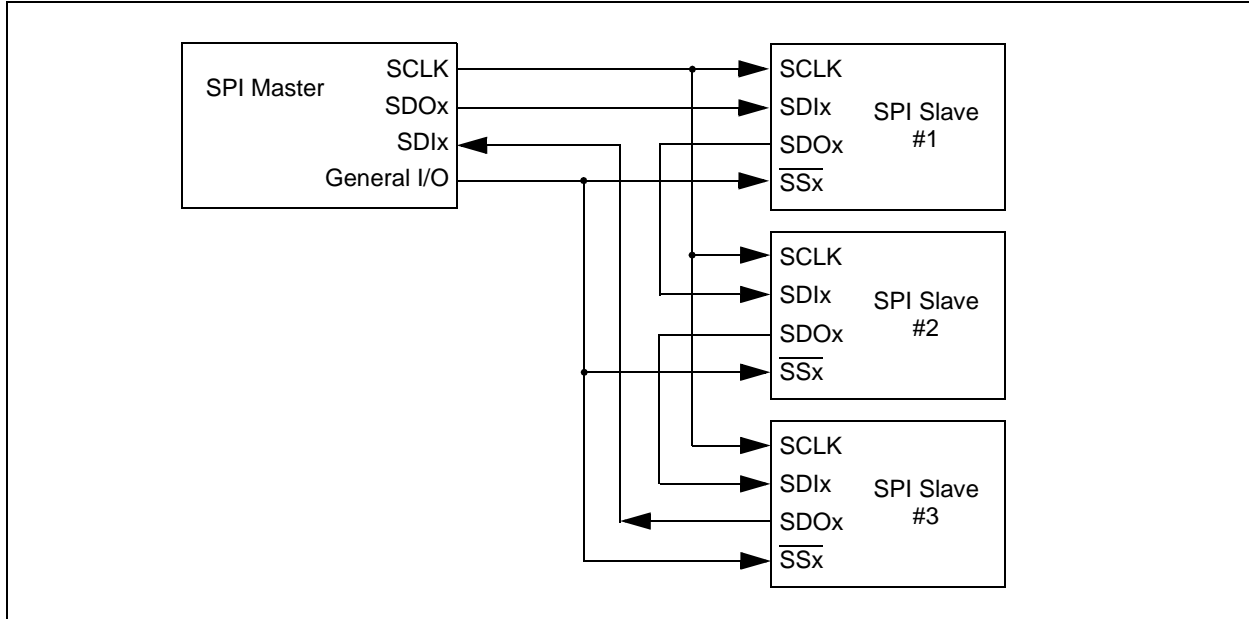 SPI Master
SCLK
SDOx
SDIx
General I/O
SCLK
SDIx
SDOx
SSx
SPI Slave
#1
SCLK
SDIx
SDOx
SSx
SPI Slave
#2
SCLK
SDIx
SDOx
SSx
SPI Slave
#3